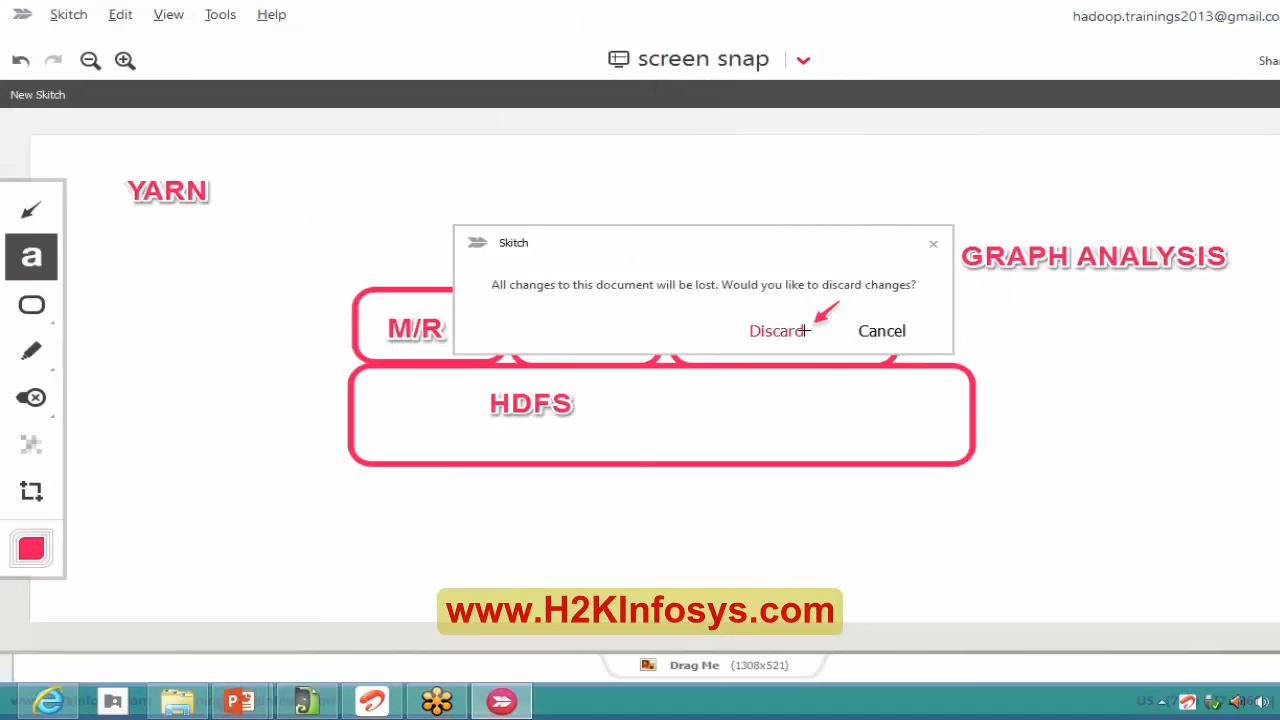 Skitch Edit View Tools Help
hadoop.trainings2013@gmail.co
screen snap
Sha
New Skitch
YARN
Skitch
GRAPH ANALYSIS
All changes to this document will be lost. Would you like to discard changes?
M/R
Discard Cancel
HDFS
a
www.H2KInfosys.com
Drag Me (1308x521)